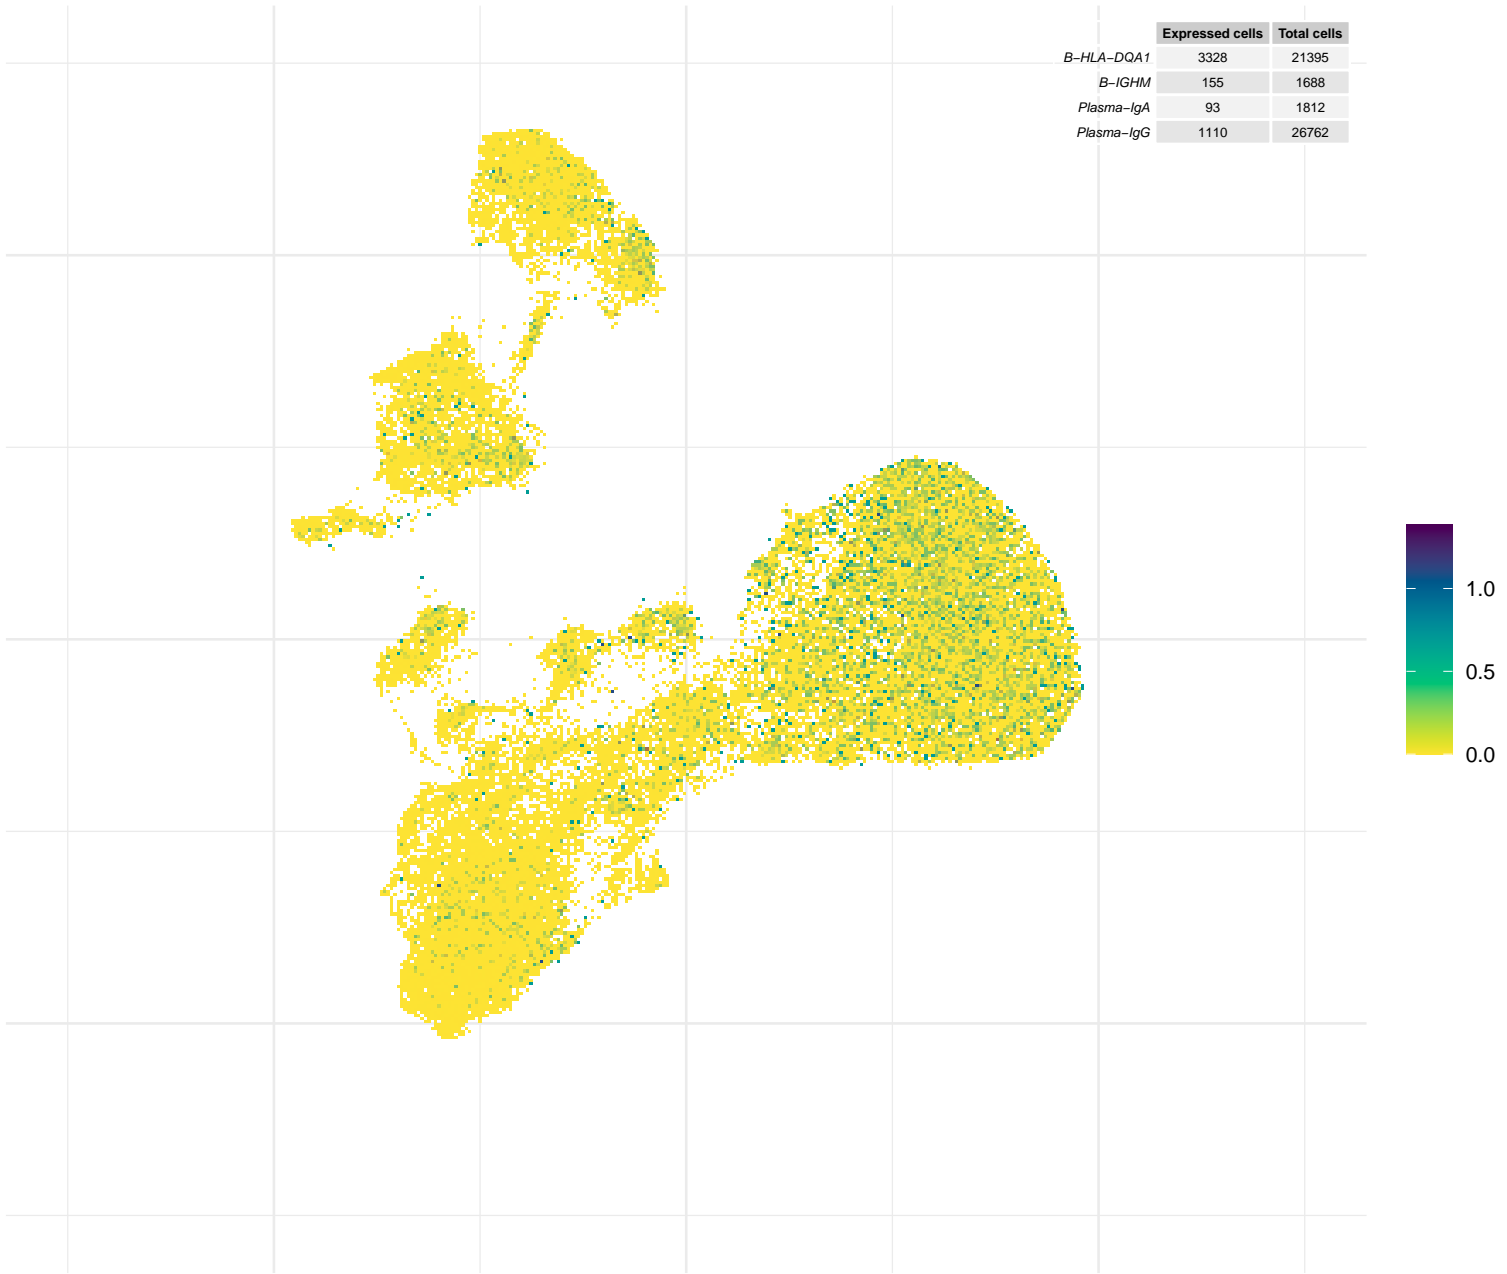 Expressed cells Total cells
B−HLA−DQA1 3328 21395
B−IGHM 155 1688
Plasma−IgA 93 1812
Plasma−IgG 1110 26762
1.0
0.5
0.0